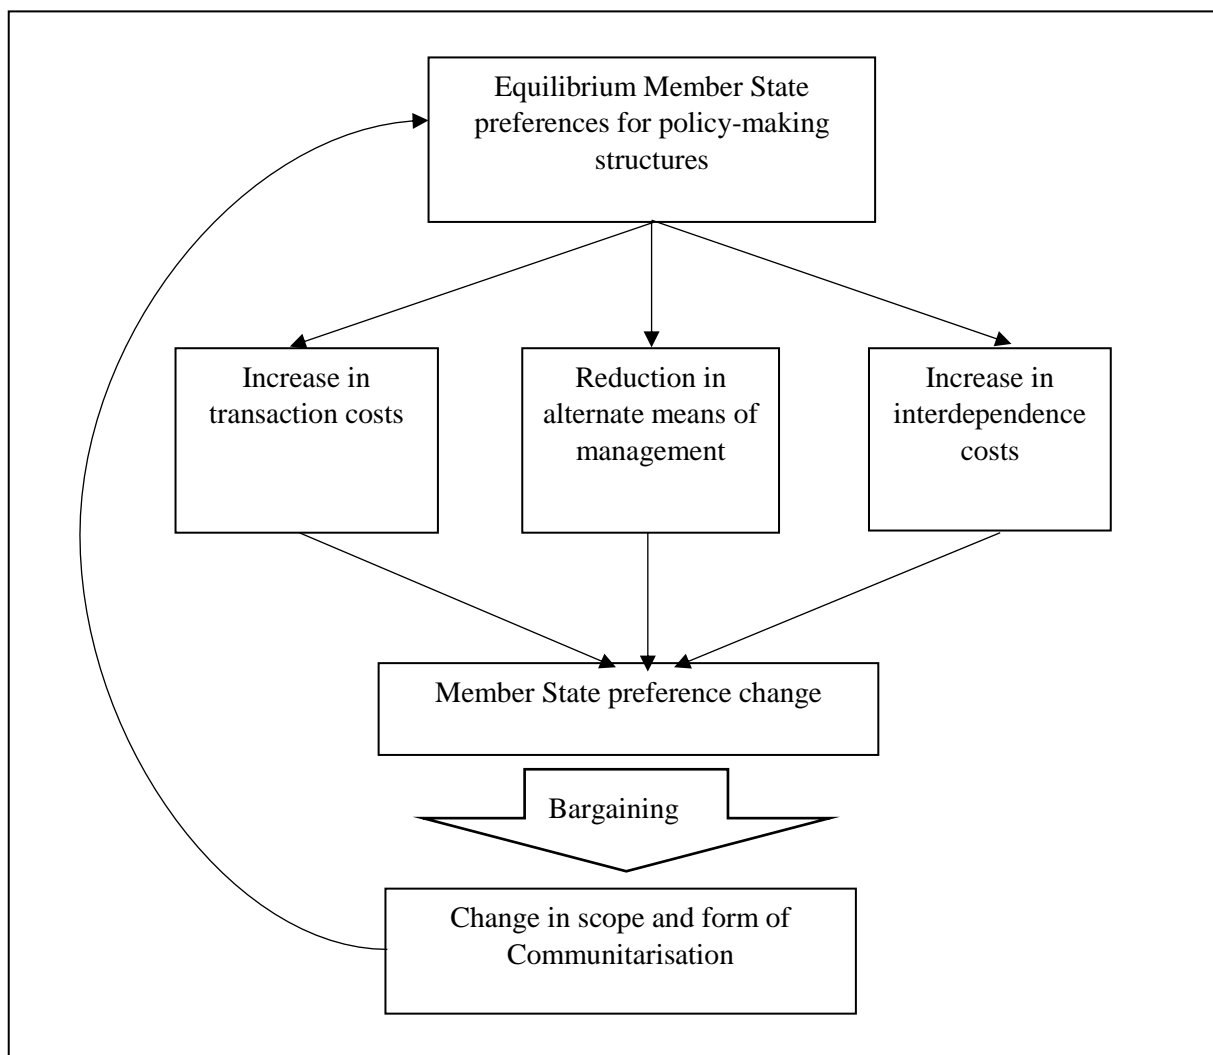 Equilibrium Member State
preferences for policy-making
structures
Increase in
transaction costs
Reduction in
alternate means of
management
Increase in
interdependence
costs
Member State preference change
Bargaining
Change in scope and form of
Communitarisation